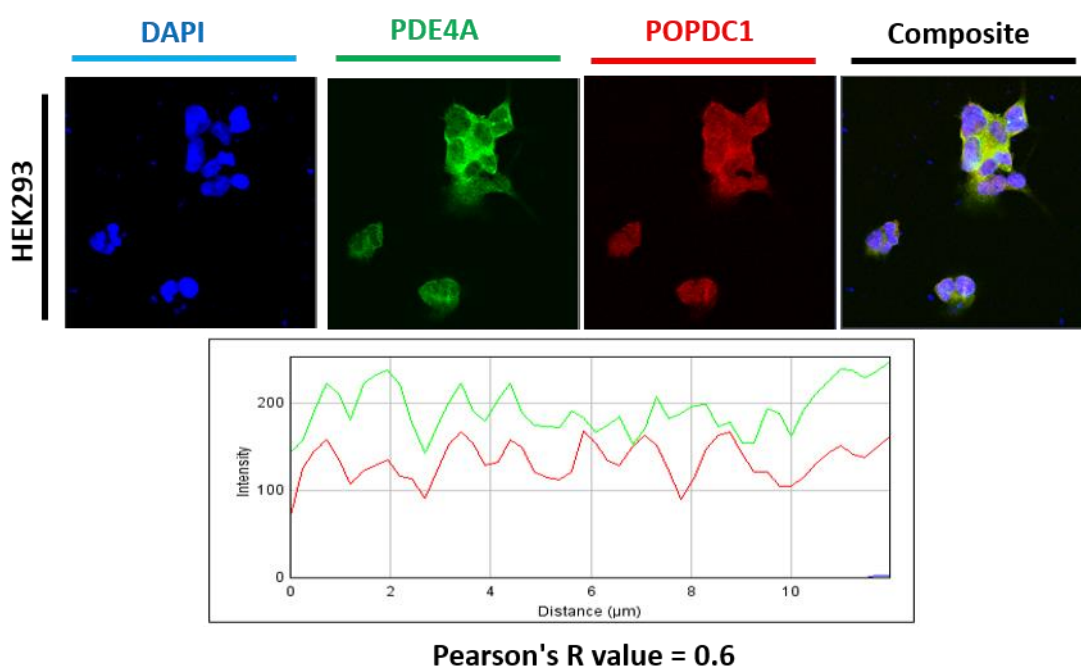 DAPI PDE4A POPDC1 Composite
HEK293
200
100
0
Intensity
0 2 4 6 8 10
Distance (µm)
Pearson's R value = 0.6